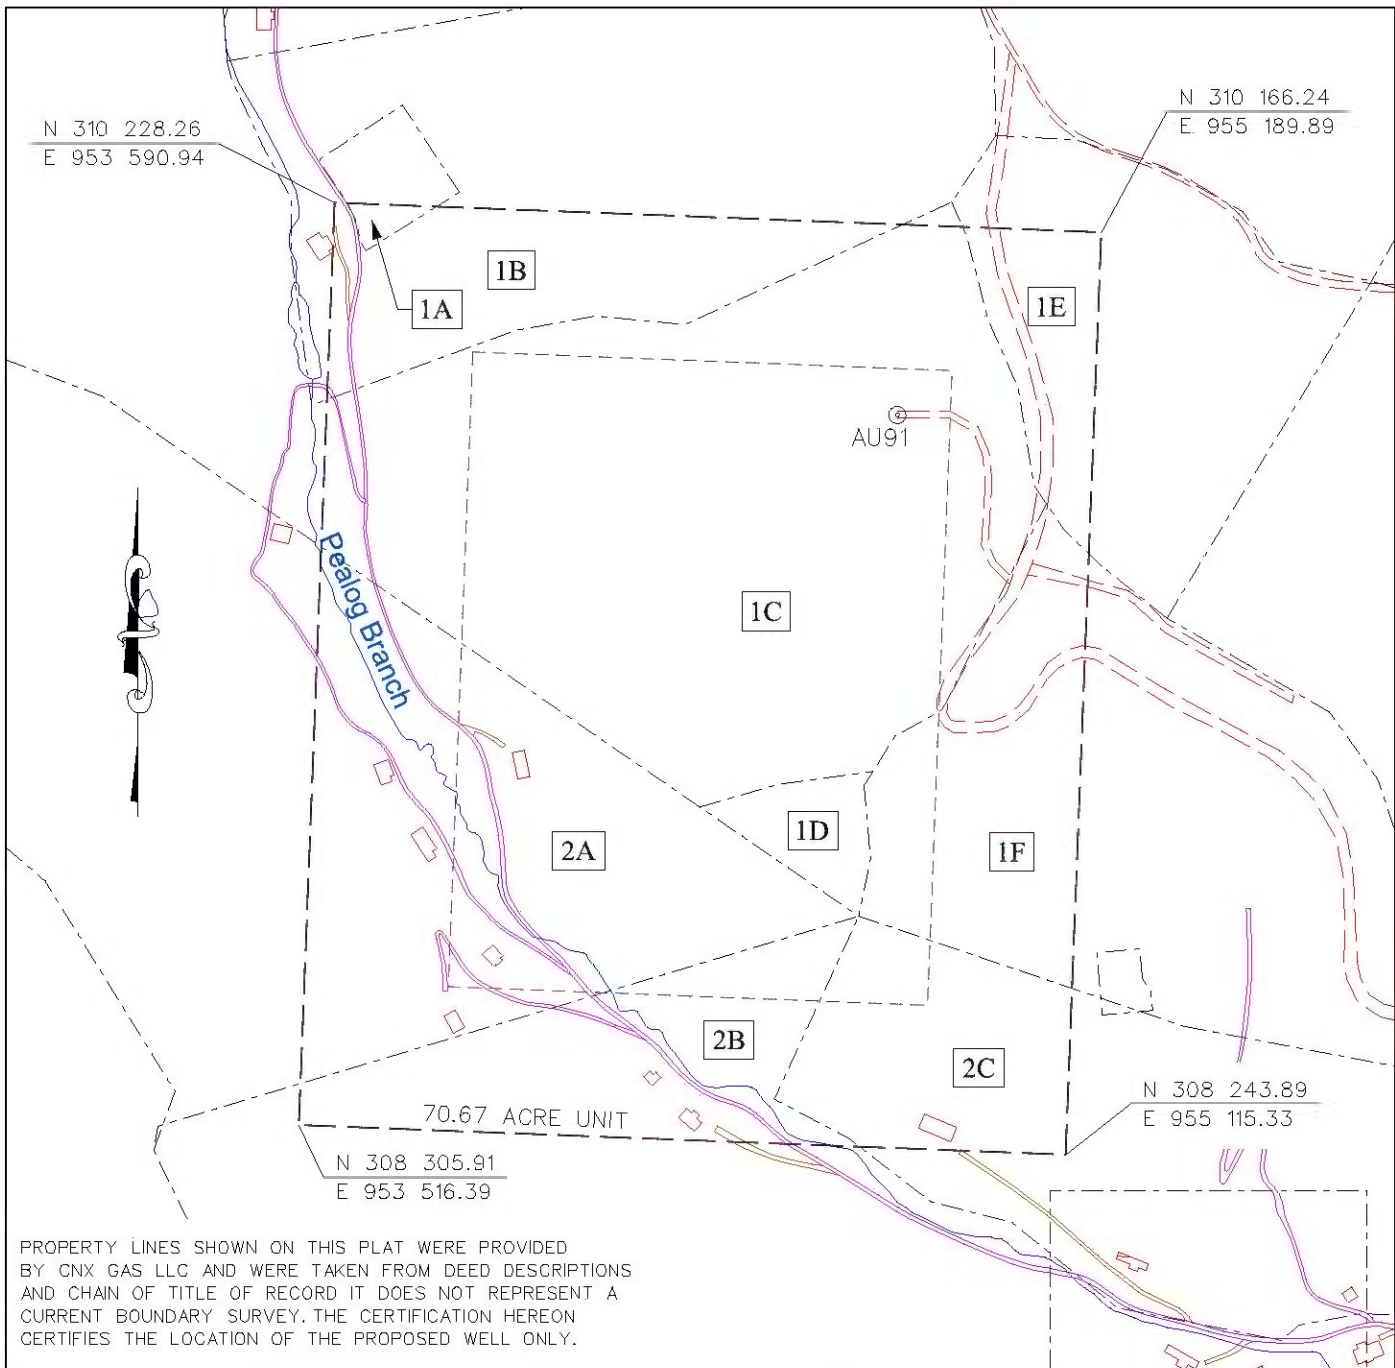 N 310 228.26
E 953 590.94
N 310 166.24
E 955 189.89
1B
1A
1E
AU91
Pealog Branch
1C
1D
2A
1F
2B
2C
70.67 ACRE UNIT
N 308 243.89
E 955 115.33
N 308 305.91
E 953 516.39
PROPERTY LINES SHOWN ON THIS PLAT WERE PROVIDED
BY CNX GAS LLC AND WERE TAKEN FROM DEED DESCRIPTIONS
AND CHAIN OF TITLE OF RECORD IT DOES NOT REPRESENT A
CURRENT BOUNDARY SURVEY. THE CERTIFICATION HEREON
CERTIFIES THE LOCATION OF THE PROPOSED WELL ONLY.